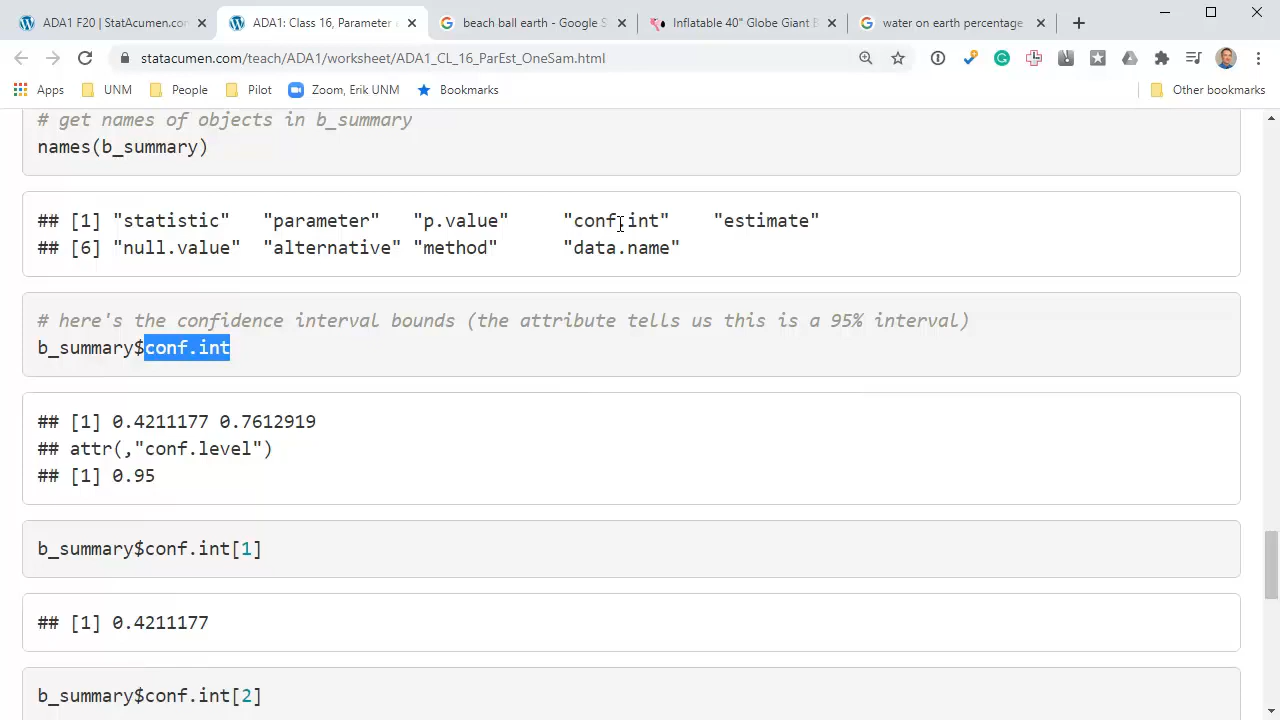 ADA1 F20 | StatAcumen.co
ADA1: Class 16, Parameter
beach ball earth - Google S
Inflatable 40" Globe Giant
water on earth percentage
statacumen.com/teach/ADA1/worksheet/ADA1_CL_16_ParEst_OneSam.html
Apps UNM People Pilot Zoom, Erik UNM Bookmarks Other bookmarks
# get names of objects in b_summary
names(b_summary)
## [1] "statistic" "parameter" "p.value" "conf.int" "estimate"
## [6] "null.value" "alternative" "method" "data.name"
# here's the confidence interval bounds (the attribute tells us this is a 95% interval)
b_summary$conf.int
## [1] 0.4211177 0.7612919
## attr(,"conf.level")
## [1] 0.95
b_summary$conf.int[1]
## [1] 0.4211177
b_summary$conf.int[2]